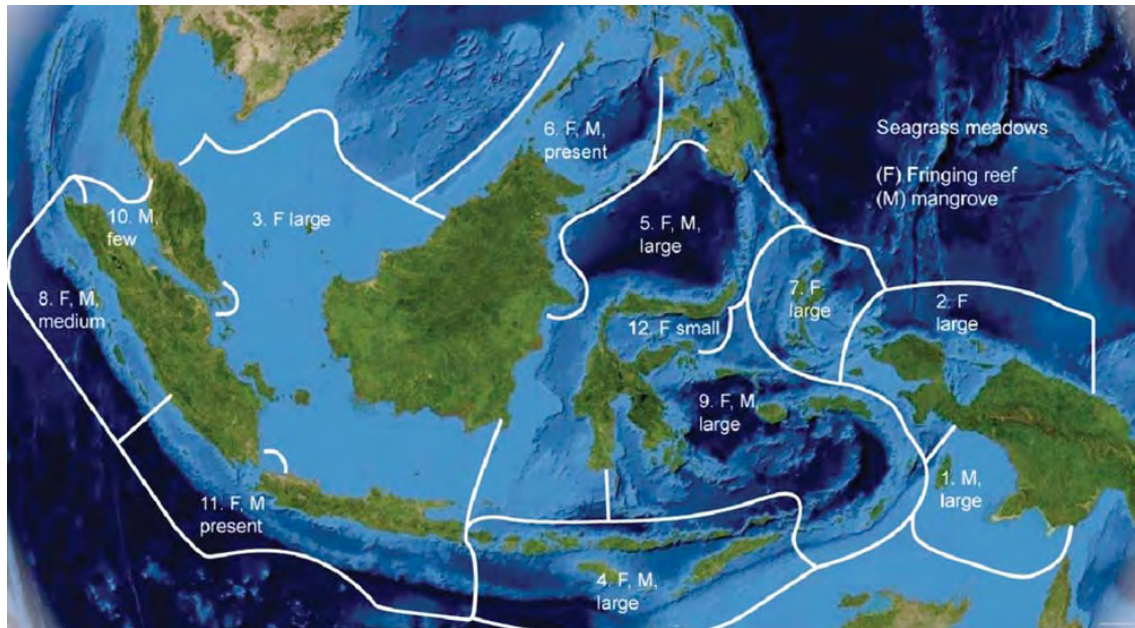 6. F, M,
present
Seagrass meadows
(F) Fringing reef
(M) mangrove
10. M,
few
3. F large
5. F, M,
large
8. F, M,
medium
7. F
large
2. F
large
12. F small
9. F, M,
large
1. M,
large
11. F, M
present
4. F, M,
large